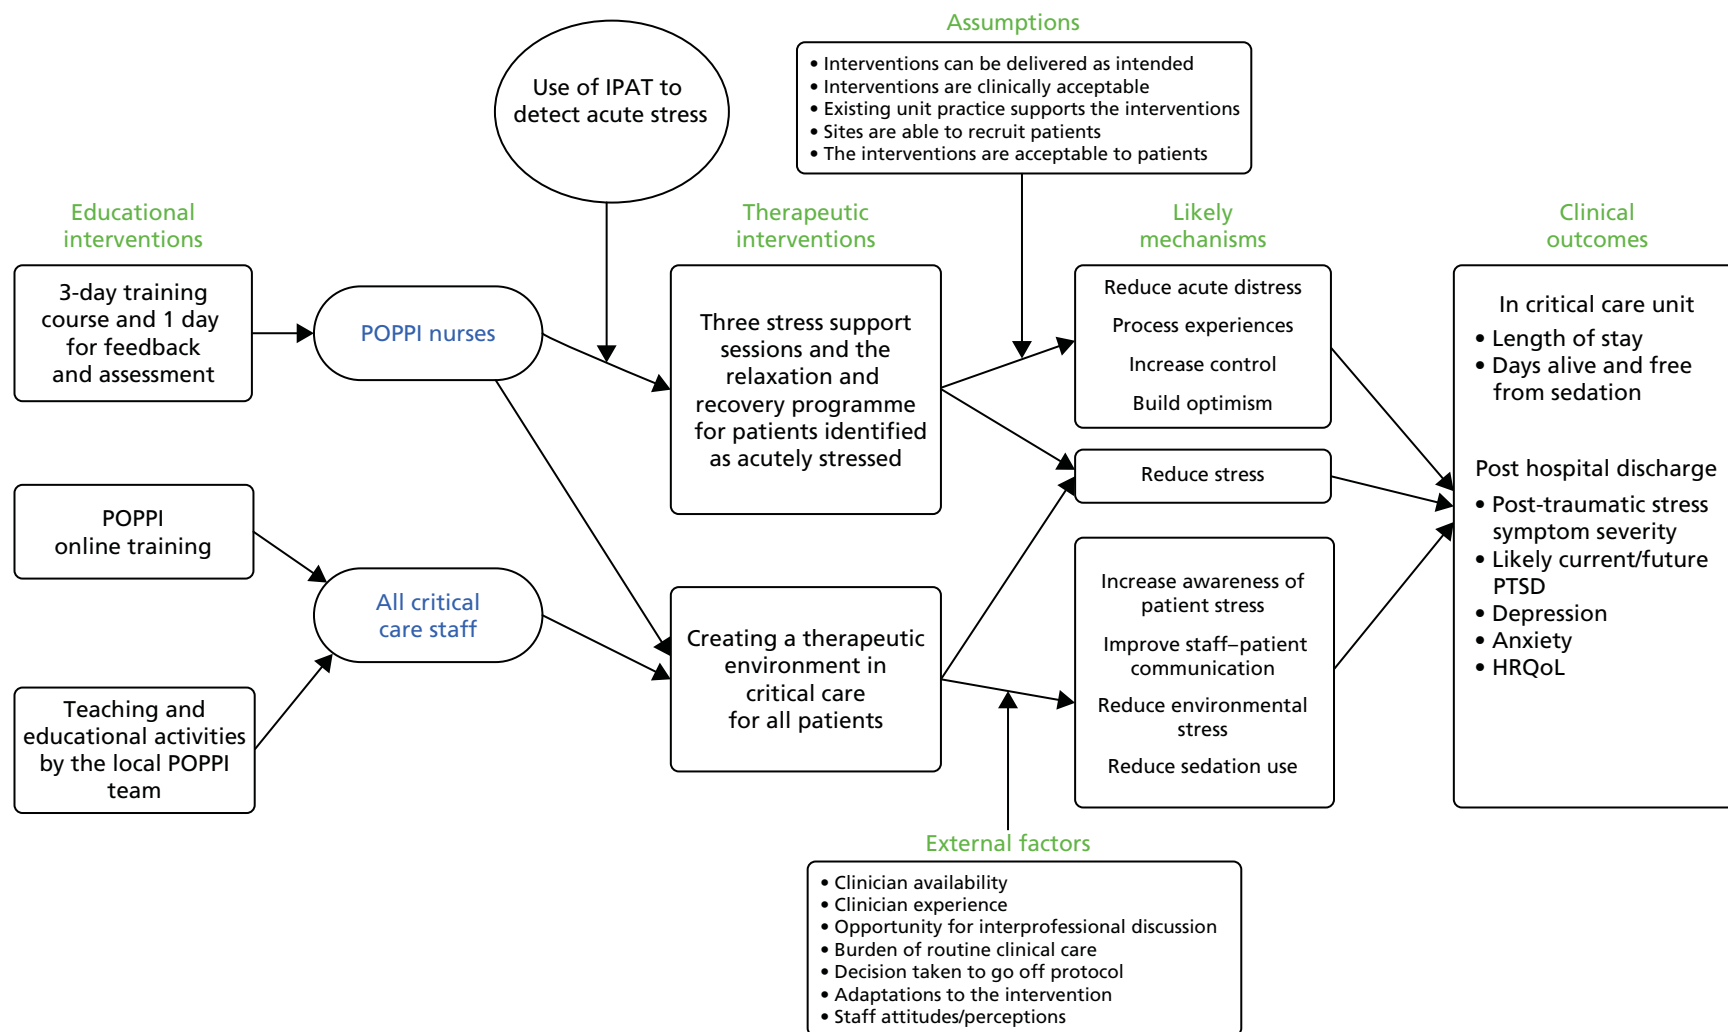 Assumptions
• Interventions can be delivered as intended
• Interventions are clinically acceptable
• Existing unit practice supports the interventions
• Sites are able to recruit patients
• The interventions are acceptable to patients
Use of IPAT to
detect acute stress
Educational
interventions
3-day training
course and 1 day
for feedback
and assessment
POPPI
online training
Teaching and
educational activities
by the local POPPI
team
POPPI nurses
All critical
care staff
Therapeutic
interventions
Three stress support
sessions and the
relaxation and
recovery programme
for patients identified
as acutely stressed
Creating a therapeutic
environment in
critical care
for all patients
Likely
mechanisms
Reduce acute distress
Process experiences
Increase control
Build optimism
Reduce stress
Increase awareness of
patient stress
Improve staff–patient
communication
Reduce environmental
stress
Reduce sedation use
Clinical
outcomes
In critical care unit
• Length of stay
• Days alive and free
from sedation
Post hospital discharge
• Post-traumatic stress
symptom severity
• Likely current/future
PTSD
• Depression
• Anxiety
• HRQoL
External factors
• Clinician availability
• Clinician experience
• Opportunity for interprofessional discussion
• Burden of routine clinical care
• Decision taken to go off protocol
• Adaptations to the intervention
• Staff attitudes/perceptions